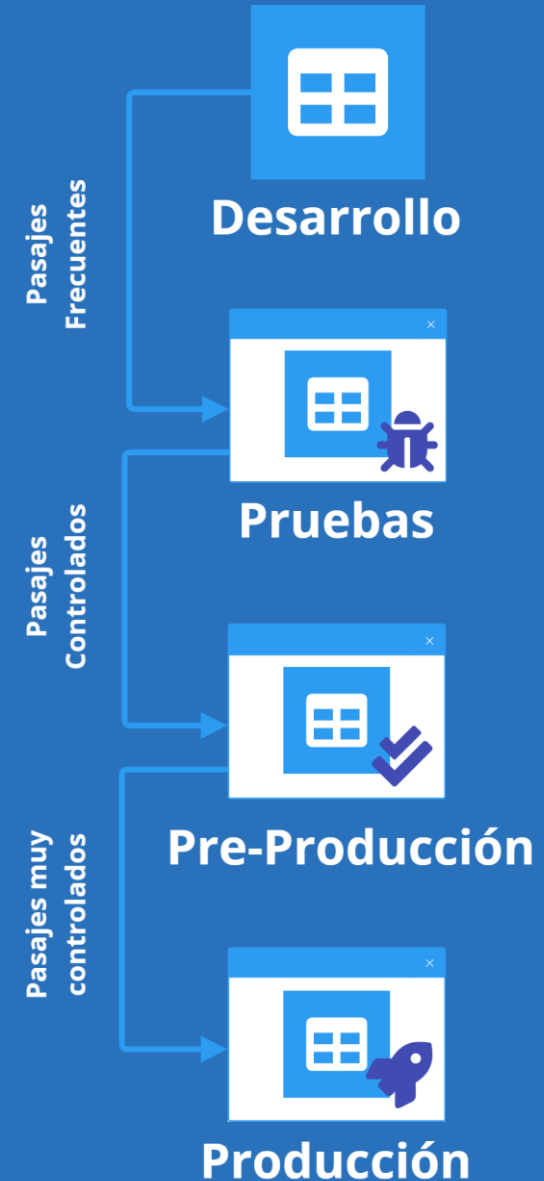 Desarrollo
Pasajes
Frecuentes
Pruebas
Pasajes
Controlados
Pre-Producción
Pasajes muy
controlados
Producción